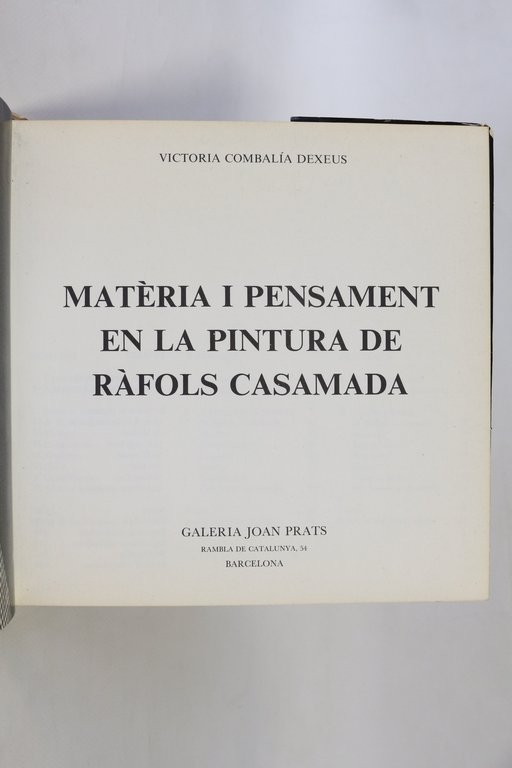 VICTORIA COMBALÍA DEXEUS
MATÈRIA I PENSAMENT
EN LA PINTURA DE
RÀFOLS CASAMADA
GALERIA JOAN PRATS
RAMBLA DE CATALUNYA, 54
BARCELONA